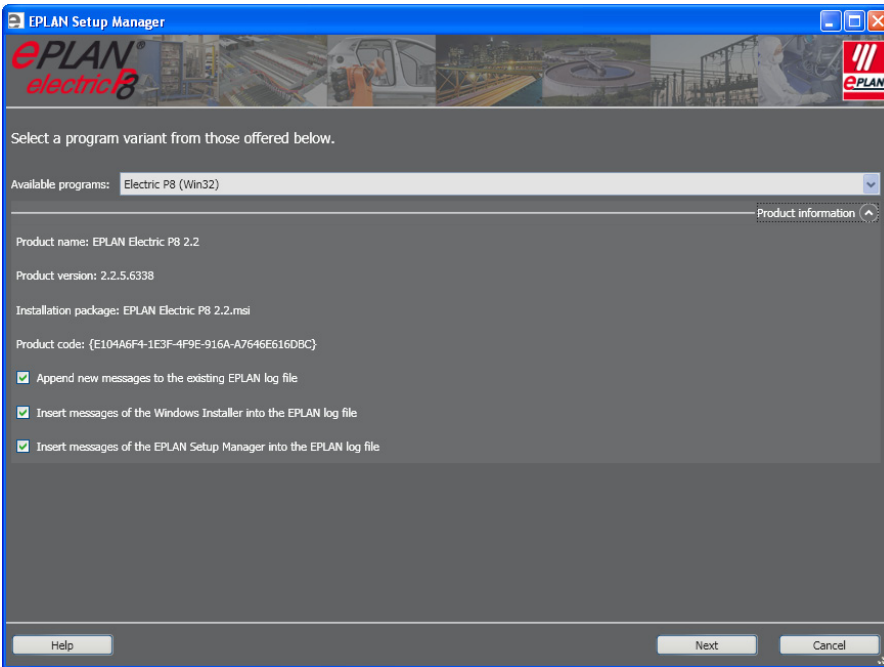 EPLAN Setup Manager
ePLAN®
electric P8
ePLAN
Select a program variant from those offered below.
Available programs: Electric P8 (Win32)
Product information
Product name: EPLAN Electric P8 2.2
Product version: 2.2.5.6338
Installation package: EPLAN Electric P8 2.2.msi
Product code: {E104A6F4-1E3F-4F9E-916A-A7646E616DBC}
Append new messages to the existing EPLAN log file
Insert messages of the Windows Installer into the EPLAN log file
Insert messages of the EPLAN Setup Manager into the EPLAN log file
Help Next Cancel